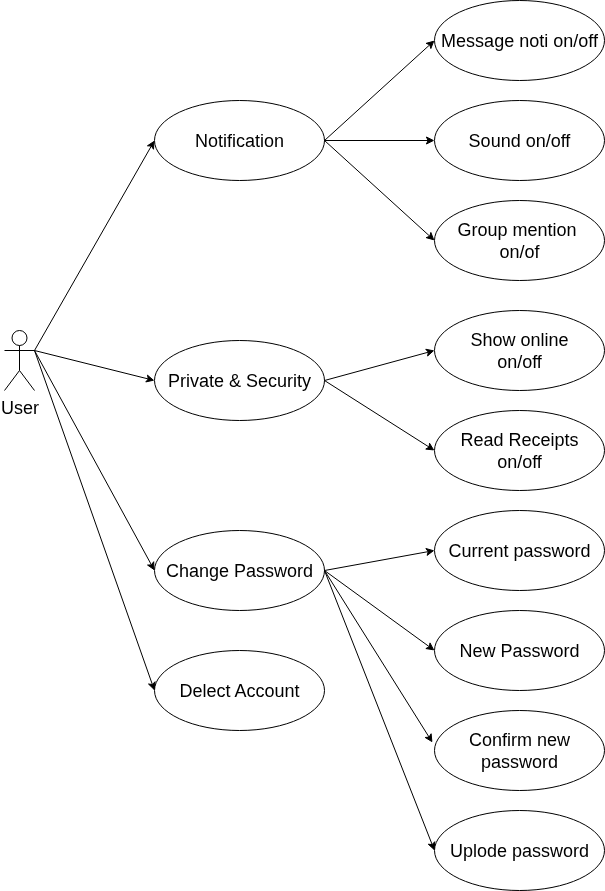 Message noti on/off
Notification
Sound on/off
Group mention
on/of
Show online
on/off
User
Private & Security
Read Receipts
on/off
Change Password
Current password
New Password
Delect Account
Confirm new
password
Uplode password